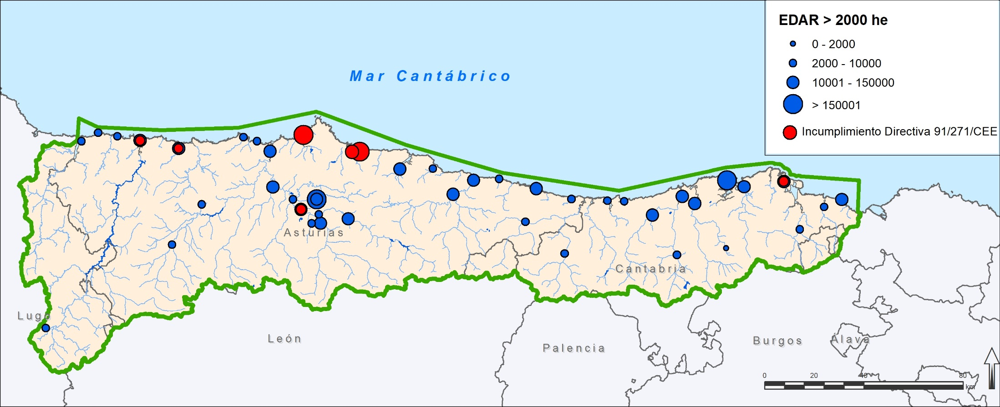 EDAR > 2000 he
0 - 2000
2000 - 10000
10001 - 150000
> 150001
Incumplimiento Directiva 91/271/CEE
Mar Cantábrico
Asturias
Cantabria
Lugo
León
Palencia
Burgos
Álava
0 20 40 80
km